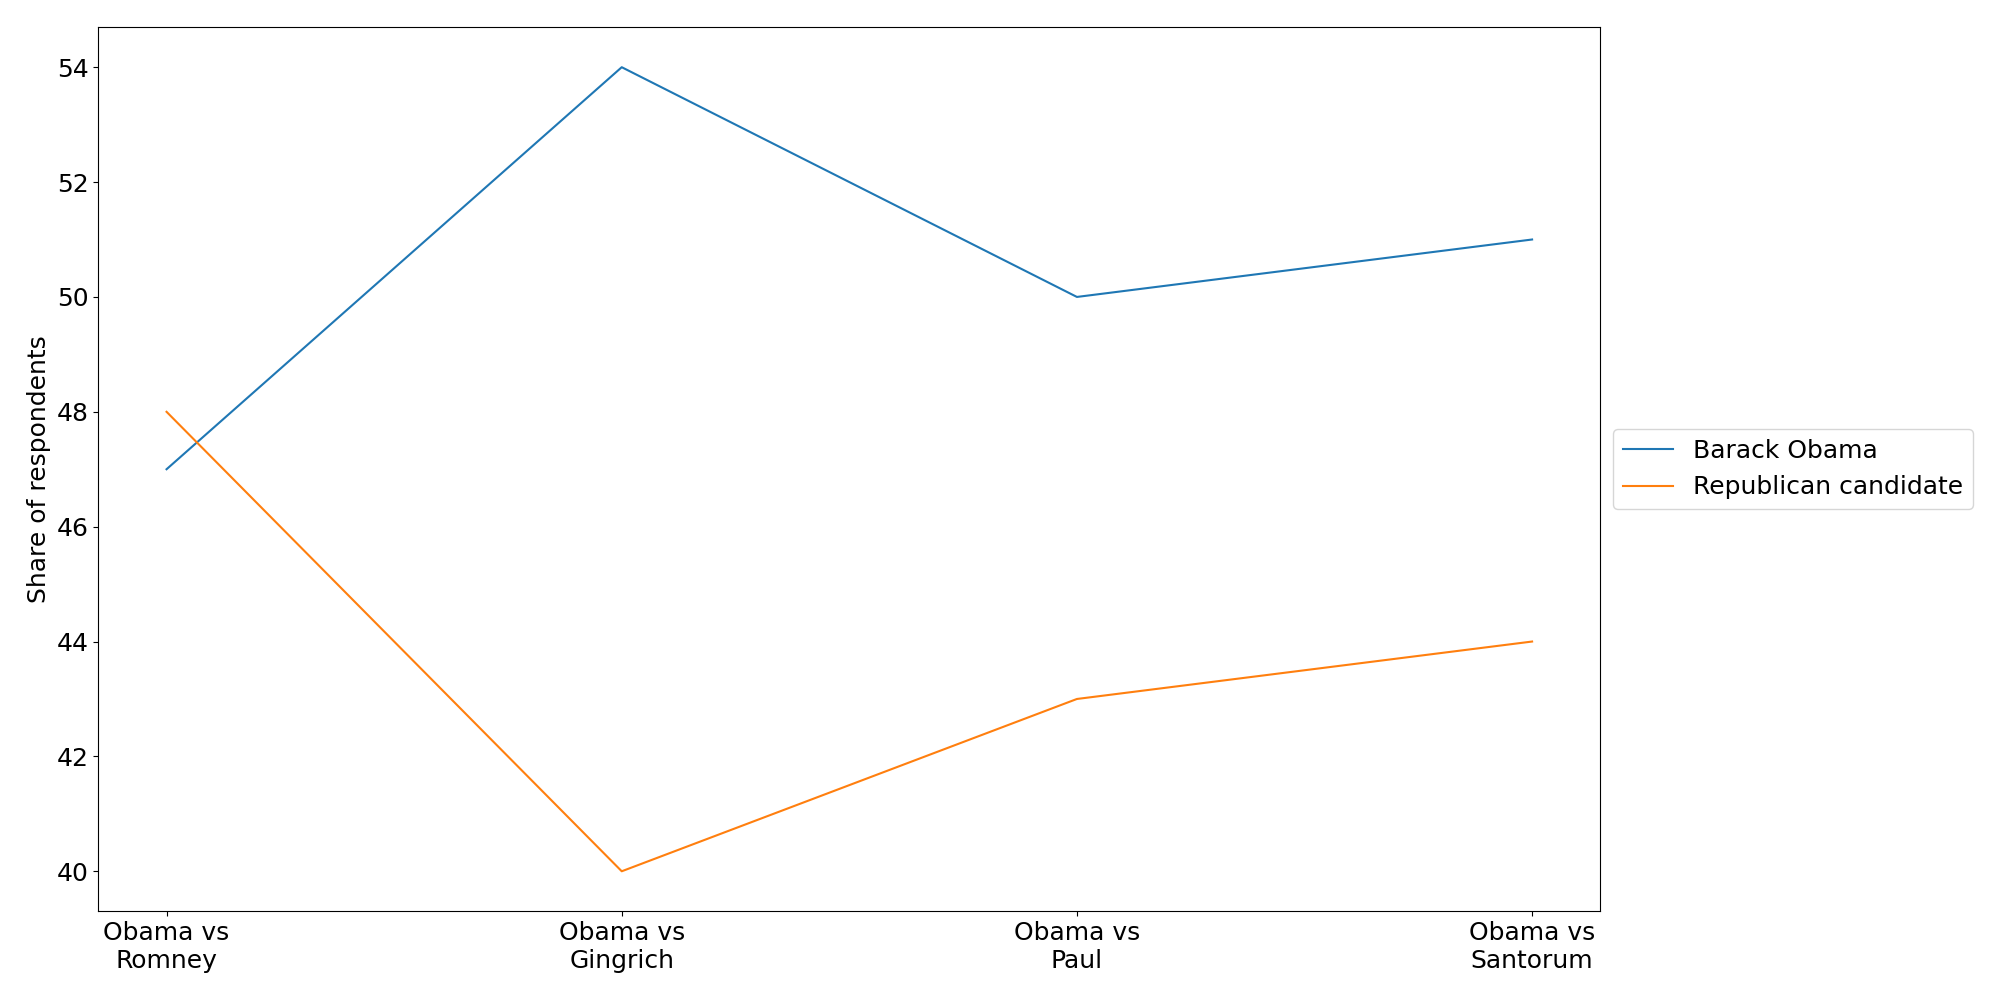 Share of respondents
54
52
50
48
46
44
42
40
Obama vs
Romney
Obama vs
Gingrich
Obama vs
Paul
Obama vs
Santorum
Barack Obama
Republican candidate